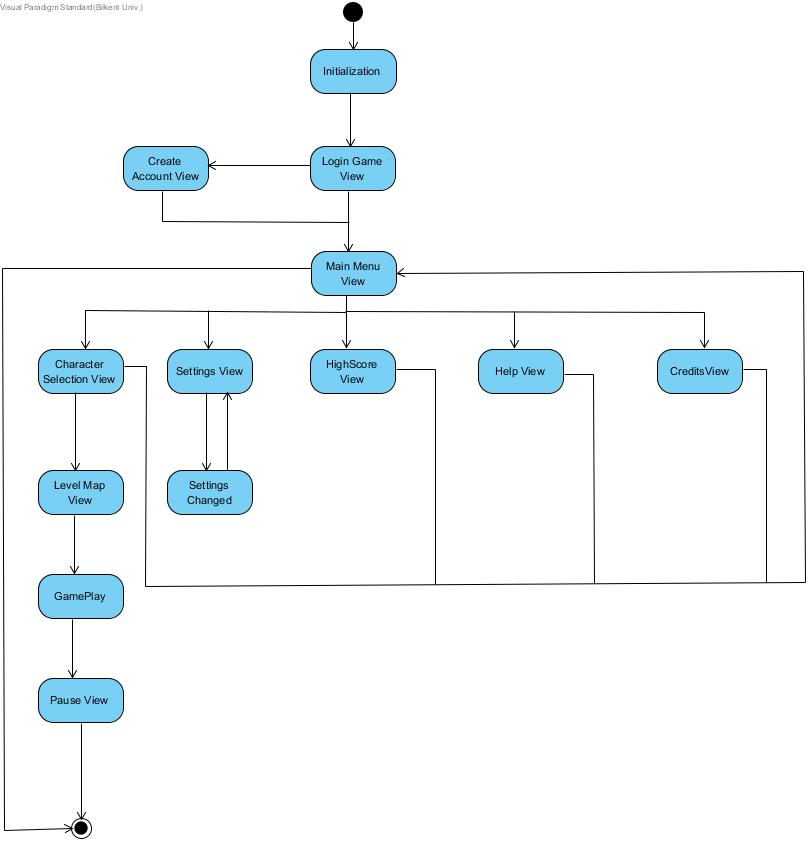 Visual Paradigm Standard(Bilkent Univ.)
Initialization
Create
Account View
Login Game
View
Main Menu
View
Character
Selection View
Settings View
HighScore
View
Help View
CreditsView
Level Map
View
Settings
Changed
GamePlay
Pause View